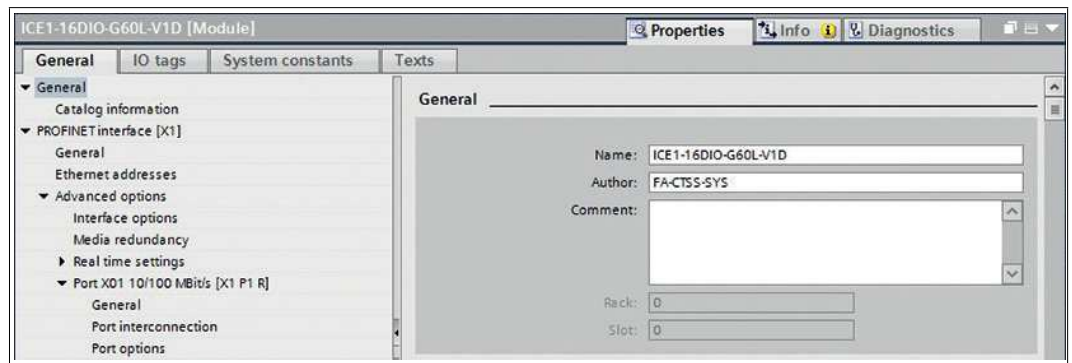 ICE1-16DIO-G60L-V1D [Module]
Properties
Info
Diagnostics
General
IO tags
System constants
Texts
General
Catalog information
PROFINET interface [X1]
General
Ethernet addresses
Advanced options
Interface options
Media redundancy
Real time settings
Port X01 10/100 MBit/s [X1 P1 R]
General
Port interconnection
Port options
General
Name: ICE1-16DIO-G60L-V1D
Author: FA-CTSS-SYS
Comment:
Rack: 0
Slot: 0